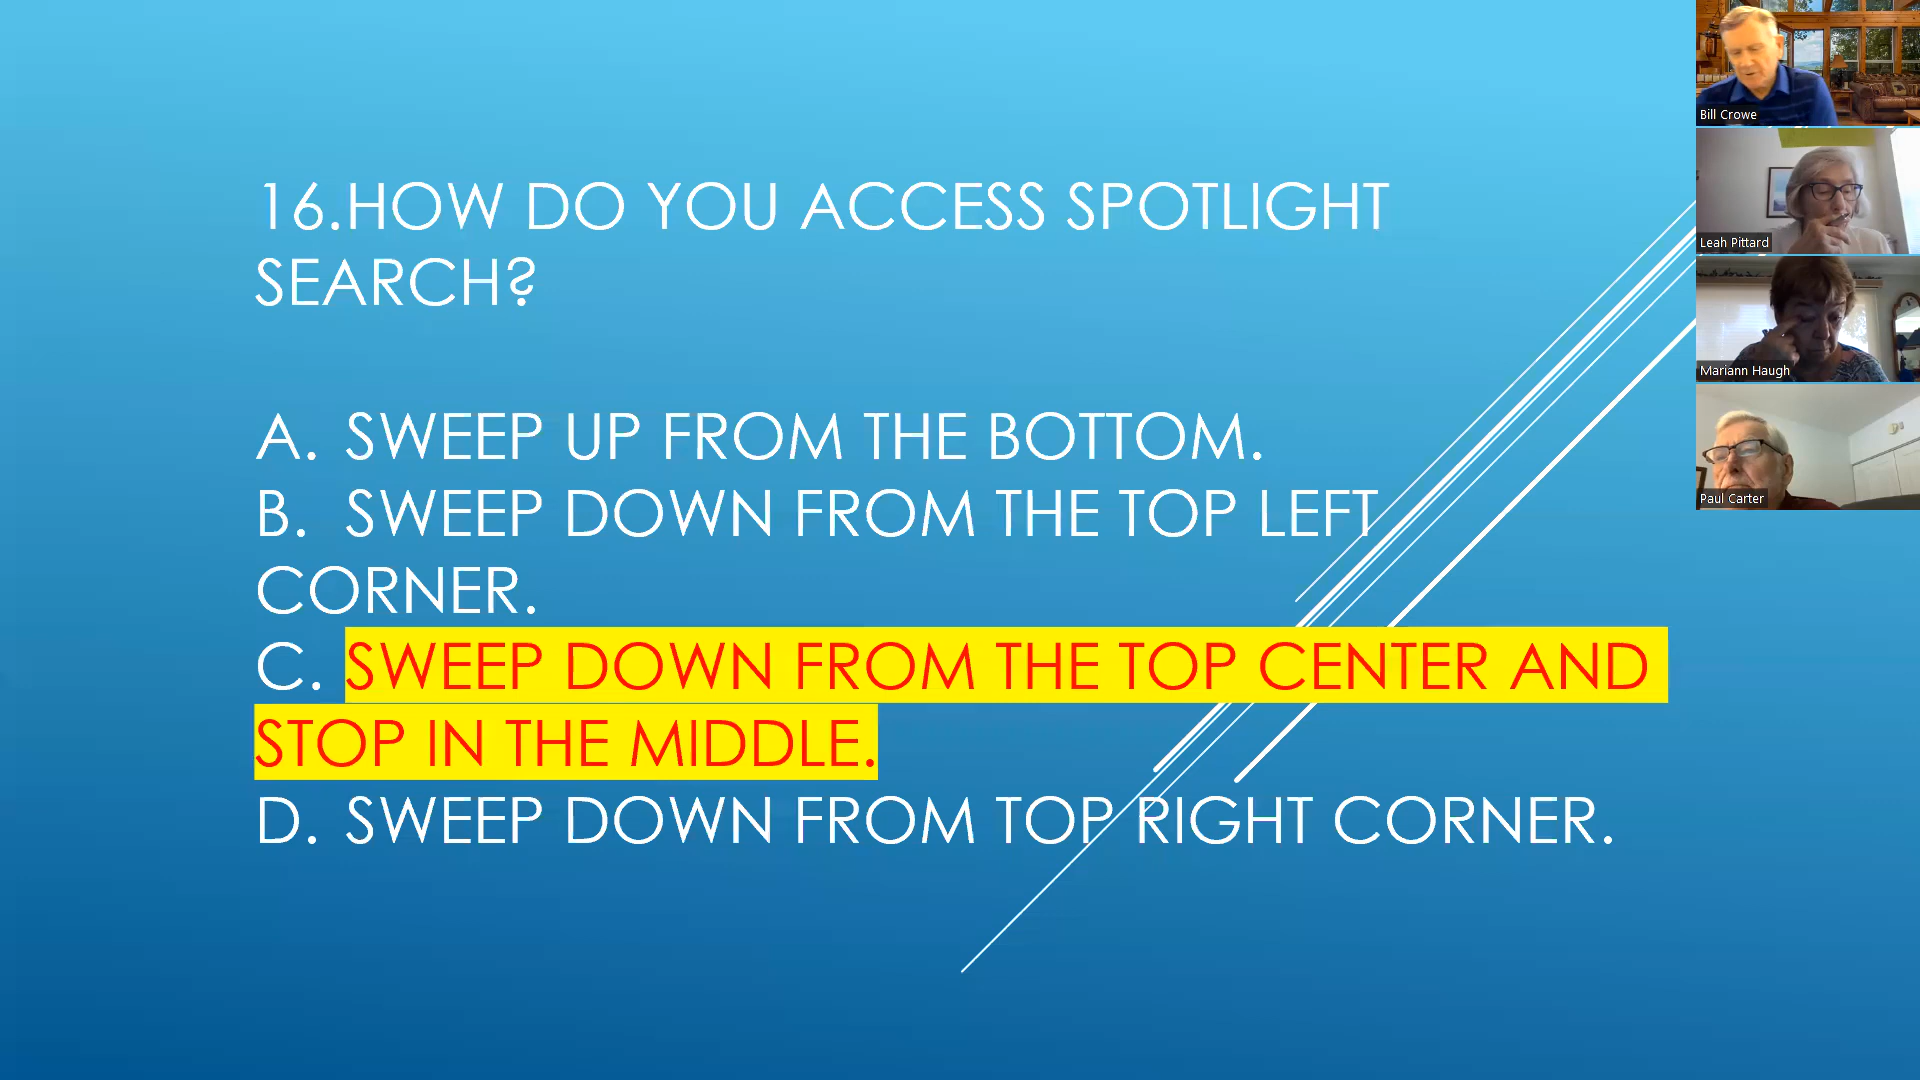 16.HOW DO YOU ACCESS SPOTLIGHT
SEARCH?
A. SWEEP UP FROM THE BOTTOM.
B. SWEEP DOWN FROM THE TOP LEFT
CORNER.
C. SWEEP DOWN FROM THE TOP CENTER AND
STOP IN THE MIDDLE.
D. SWEEP DOWN FROM TOP RIGHT CORNER.
Bill Crowe
Leah Pittard
Mariann Haugh
Paul Carter